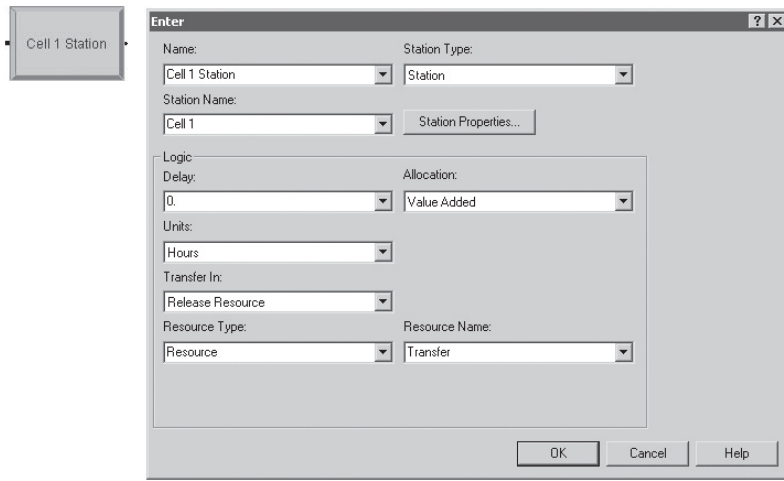 Cell 1 Station
Enter
Name:
Station Type:
Cell 1 Station
Station
Station Name:
Cell 1
Station Properties...
Logic
Delay:
Allocation:
0.
Value Added
Units:
Hours
Transfer In:
Release Resource
Resource Type:
Resource Name:
Resource
Transfer
OK
Cancel
Help